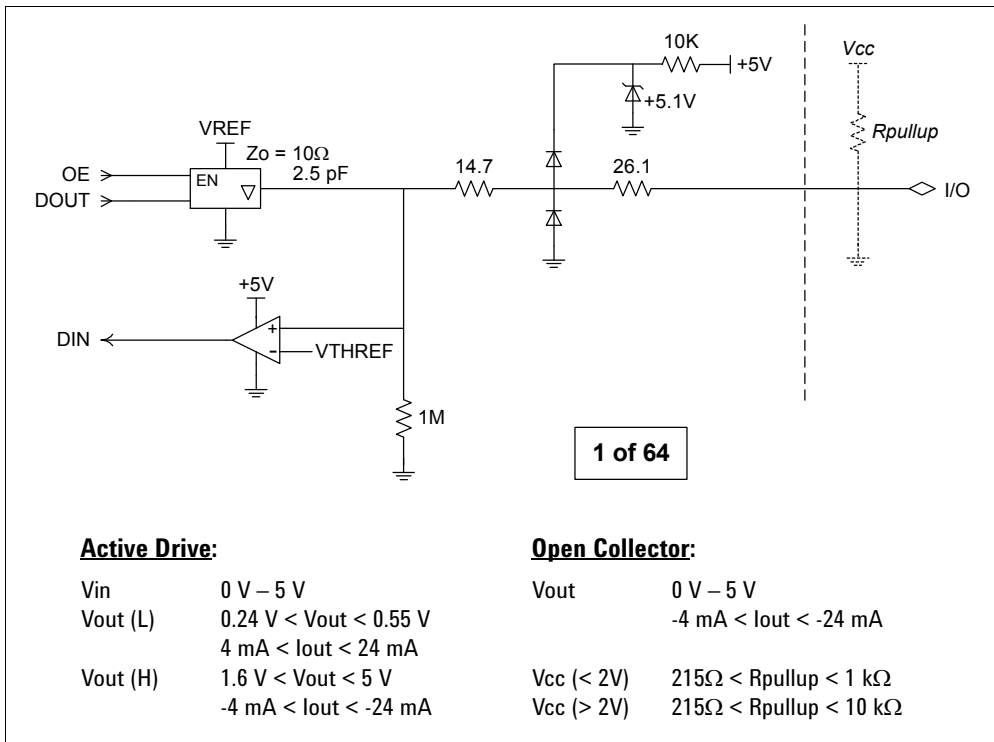 10K
+5V
Vcc
+5.1V
Rpullup
VREF
Zo = 10Ω
2.5 pF
OE
EN
DOUT
14.7
26.1
I/O
+5V
DIN
+
-
VTHREF
1M
1 of 64
Active Drive:
Vin 0 V – 5 V
Vout (L) 0.24 V < Vout < 0.55 V
4 mA < Iout < 24 mA
Vout (H) 1.6 V < Vout < 5 V
-4 mA < Iout < -24 mA
Open Collector:
Vout 0 V – 5 V
-4 mA < Iout < -24 mA
Vcc (< 2V) 215Ω < Rpullup < 1 kΩ
Vcc (> 2V) 215Ω < Rpullup < 10 kΩ